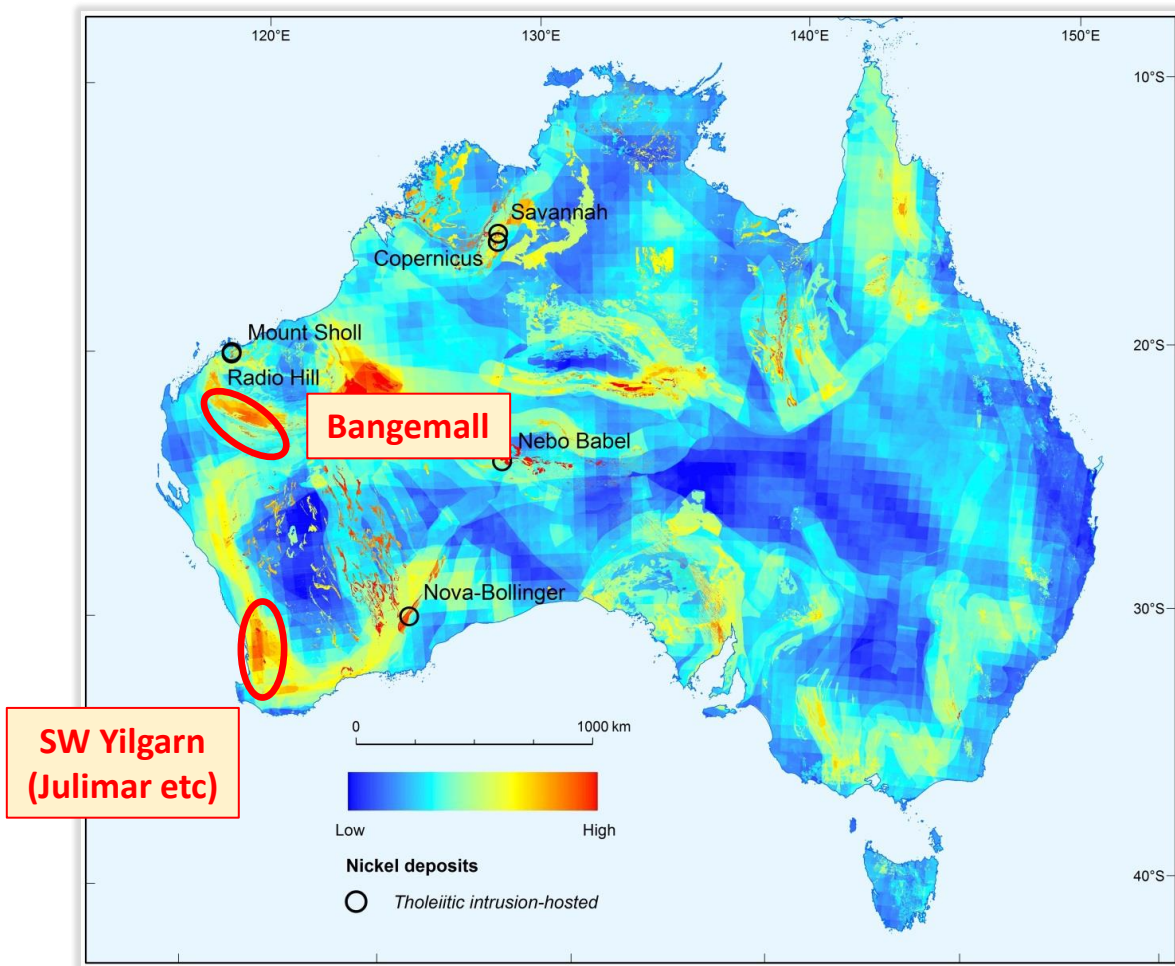 120°E
130°E
140°E
150°E
10°S
Savannah
Copernicus
Mount Sholl
20°S
Radio Hill
Bangemall
Nebo Babel
Nova-Bollinger
30°S
SW Yilgarn
(Julimar etc)
0
1000 km
Low
High
Nickel deposits
Tholeiitic intrusion-hosted
40°S